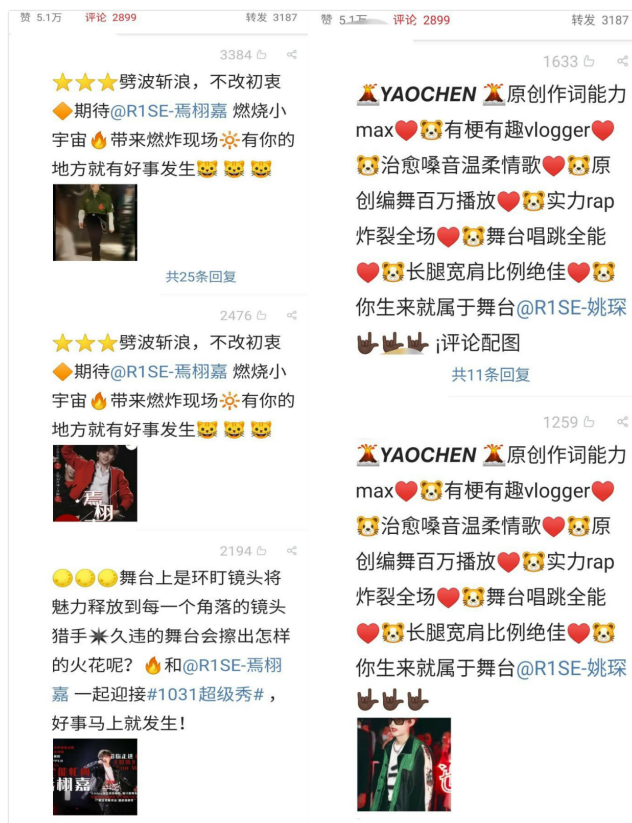 赞 5.1万 评论 2899 转发 3187
3384
⭐⭐⭐劈波斩浪，不改初衷
🔶期待@R1SE-焉栩嘉 燃烧小
宇宙🔥带来燃炸现场🔆有你的
地方就有好事发生😺 😺 😺
共25条回复
2476
⭐⭐⭐劈波斩浪，不改初衷
🔶期待@R1SE-焉栩嘉 燃烧小
宇宙🔥带来燃炸现场🔆有你的
地方就有好事发生😺 😺 😺
焉
栩
2194
🌕🌕🌕舞台上是环盯镜头将
魅力释放到每一个角落的镜头
猎手✴久违的舞台会擦出怎样
的火花呢？🔥和@R1SE-焉栩
嘉 一起迎接#1031超级秀# ，
好事马上就发生！
栩嘉
赞 5.1万 评论 2899 转发 3187
1633
🌋YAOCHEN 🌋原创作词能力
max♥️🐯有梗有趣vlogger♥️
🐯治愈嗓音温柔情歌♥️🐯原
创编舞百万播放♥️🐯实力rap
炸裂全场♥️🐯舞台唱跳全能
♥️🐯长腿宽肩比例绝佳♥️🐯
你生来就属于舞台@R1SE-姚琛
🤟🏿🤟🏿🤟🏿 ¡评论配图
共11条回复
1259
🌋YAOCHEN 🌋原创作词能力
max♥️🐯有梗有趣vlogger♥️
🐯治愈嗓音温柔情歌♥️🐯原
创编舞百万播放♥️🐯实力rap
炸裂全场♥️🐯舞台唱跳全能
♥️🐯长腿宽肩比例绝佳♥️🐯
你生来就属于舞台@R1SE-姚琛
🤟🏿🤟🏿🤟🏿